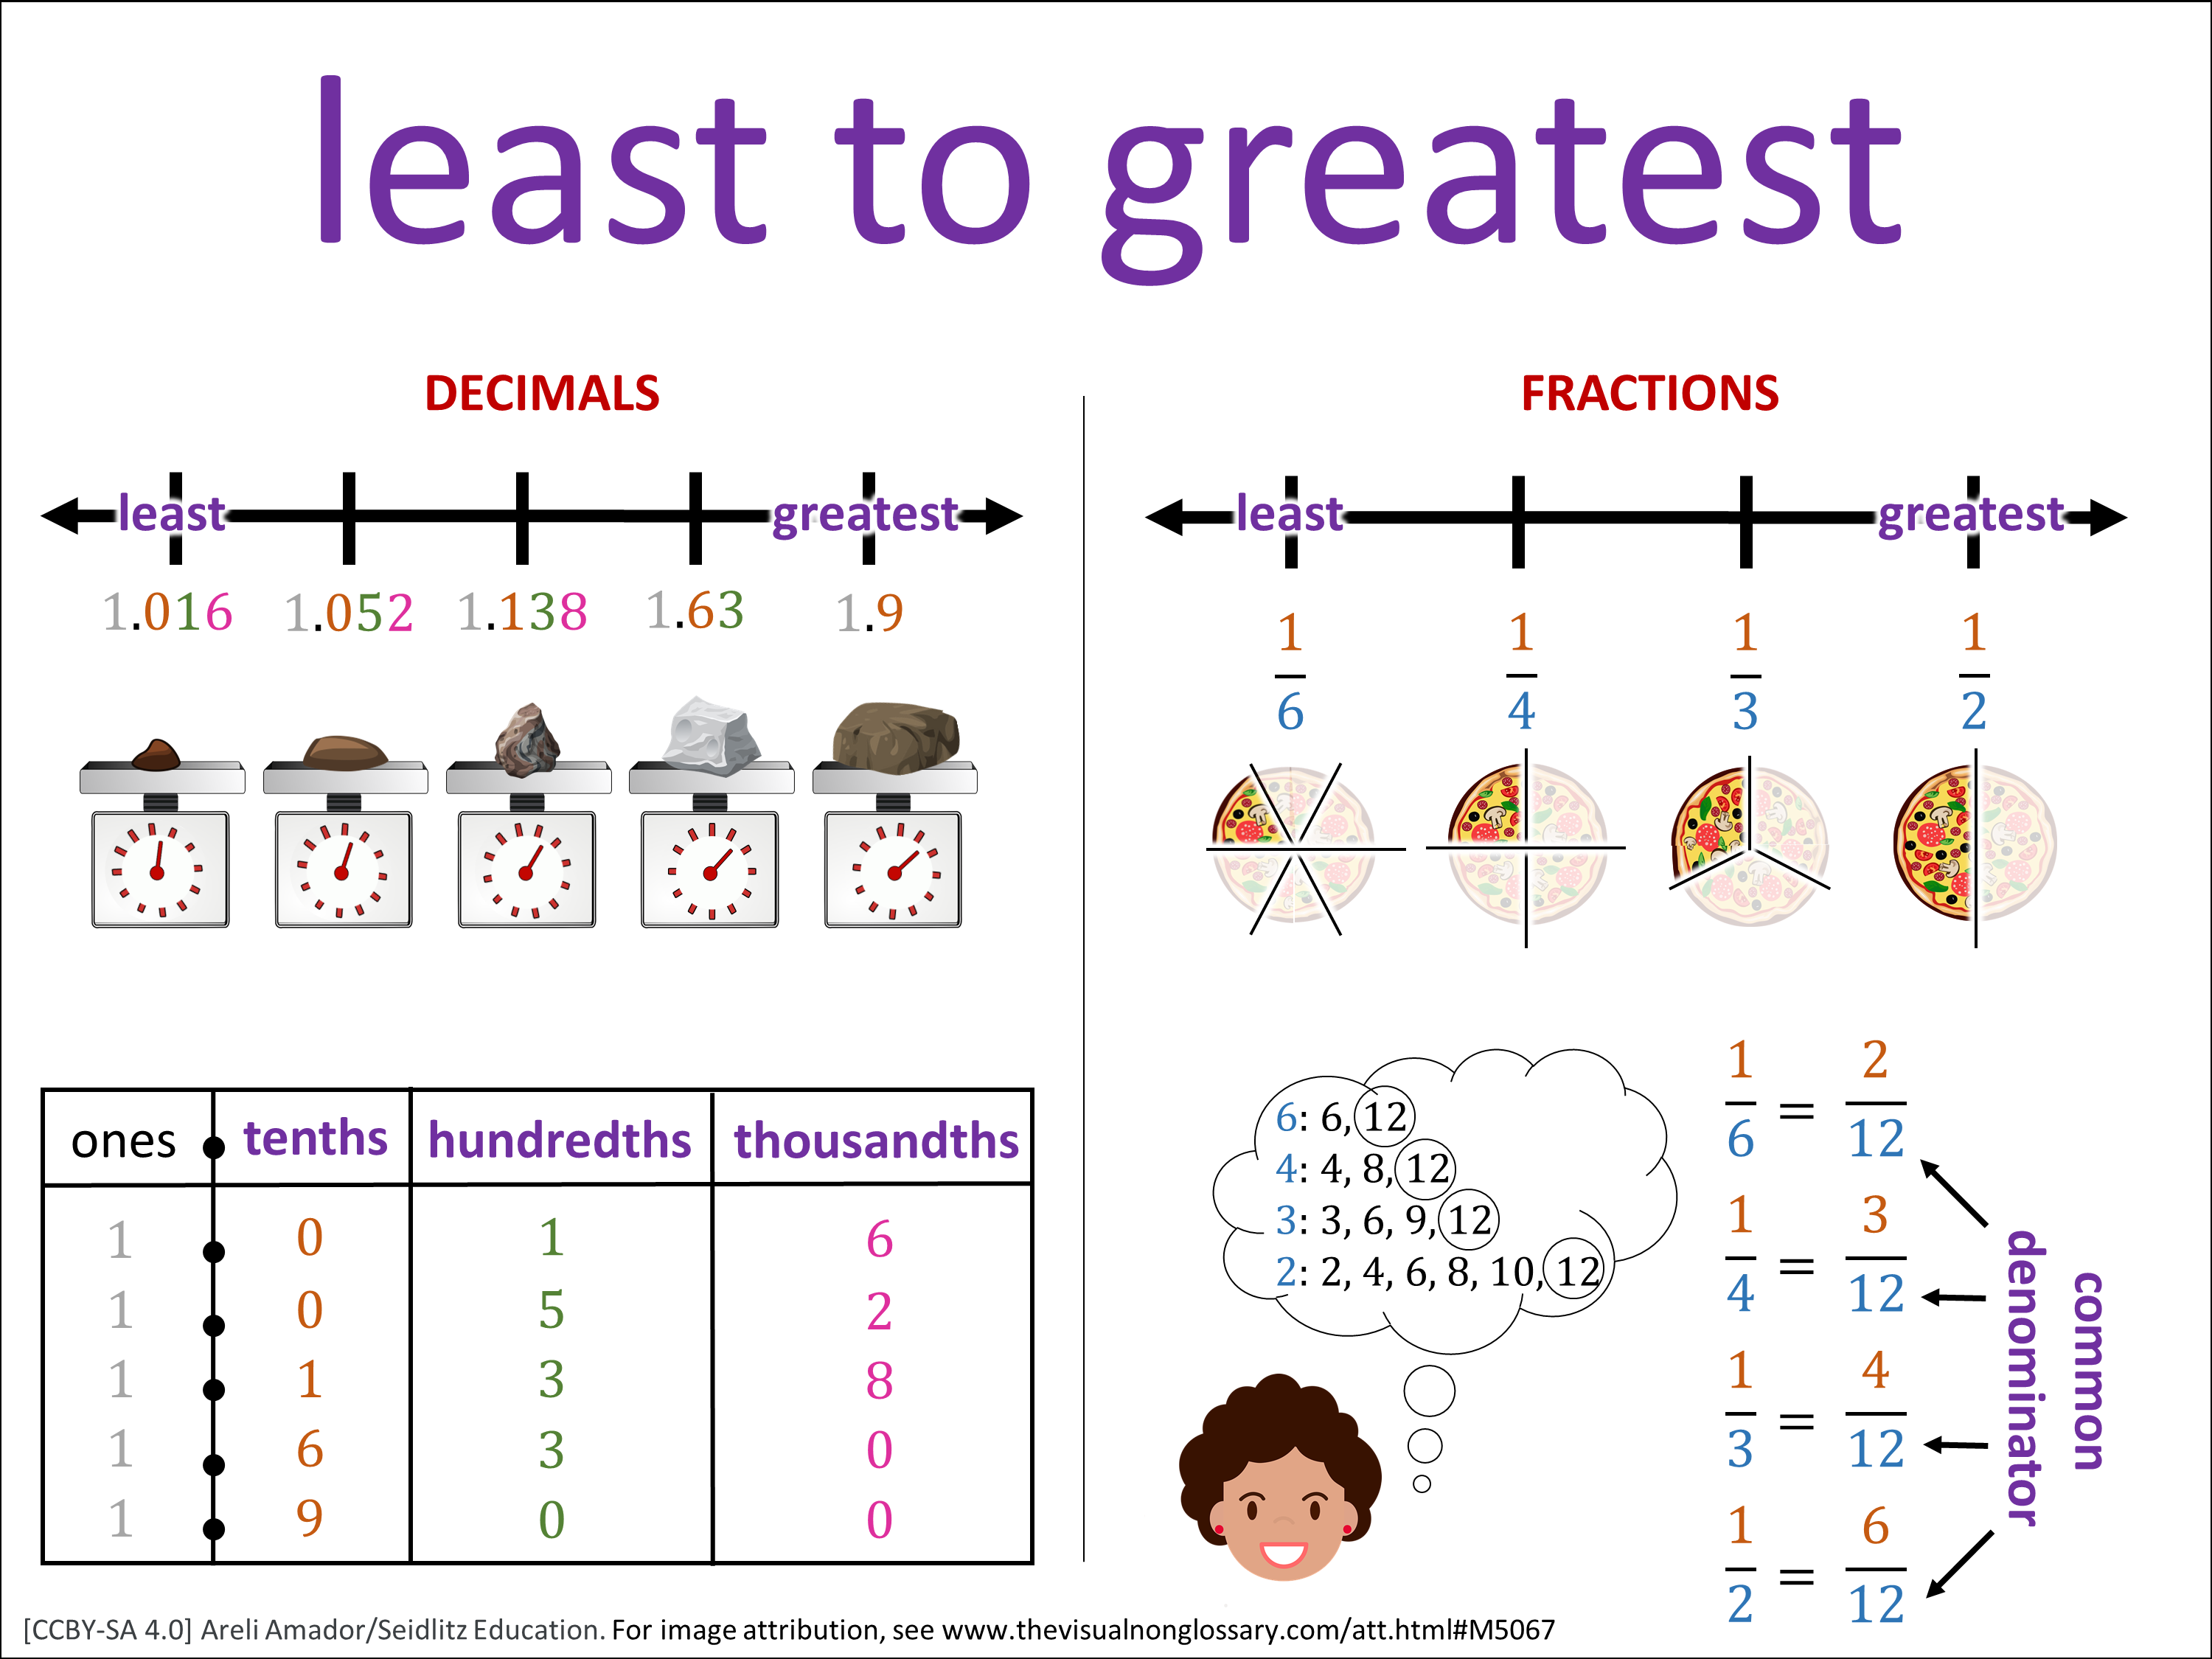 least to greatest
DECIMALS
least greatest
1.016 1.052 1.138 1.63 1.9
ones . tenths hundredths thousandths
1 . 0 1 6
1 . 0 5 2
1 . 1 3 8
1 . 6 3 0
1 . 9 0 0
FRACTIONS
least greatest
1/6 1/4 1/3 1/2
6: 6, 12
4: 4, 8, 12
3: 3, 6, 9, 12
2: 2, 4, 6, 8, 10, 12
1/6 = 2/12
1/4 = 3/12
1/3 = 4/12
1/2 = 6/12
common
denominator
[CCBY-SA 4.0] Areli Amador/Seidlitz Education. For image attribution, see www.thevisualnonglossary.com/att.html#M5067